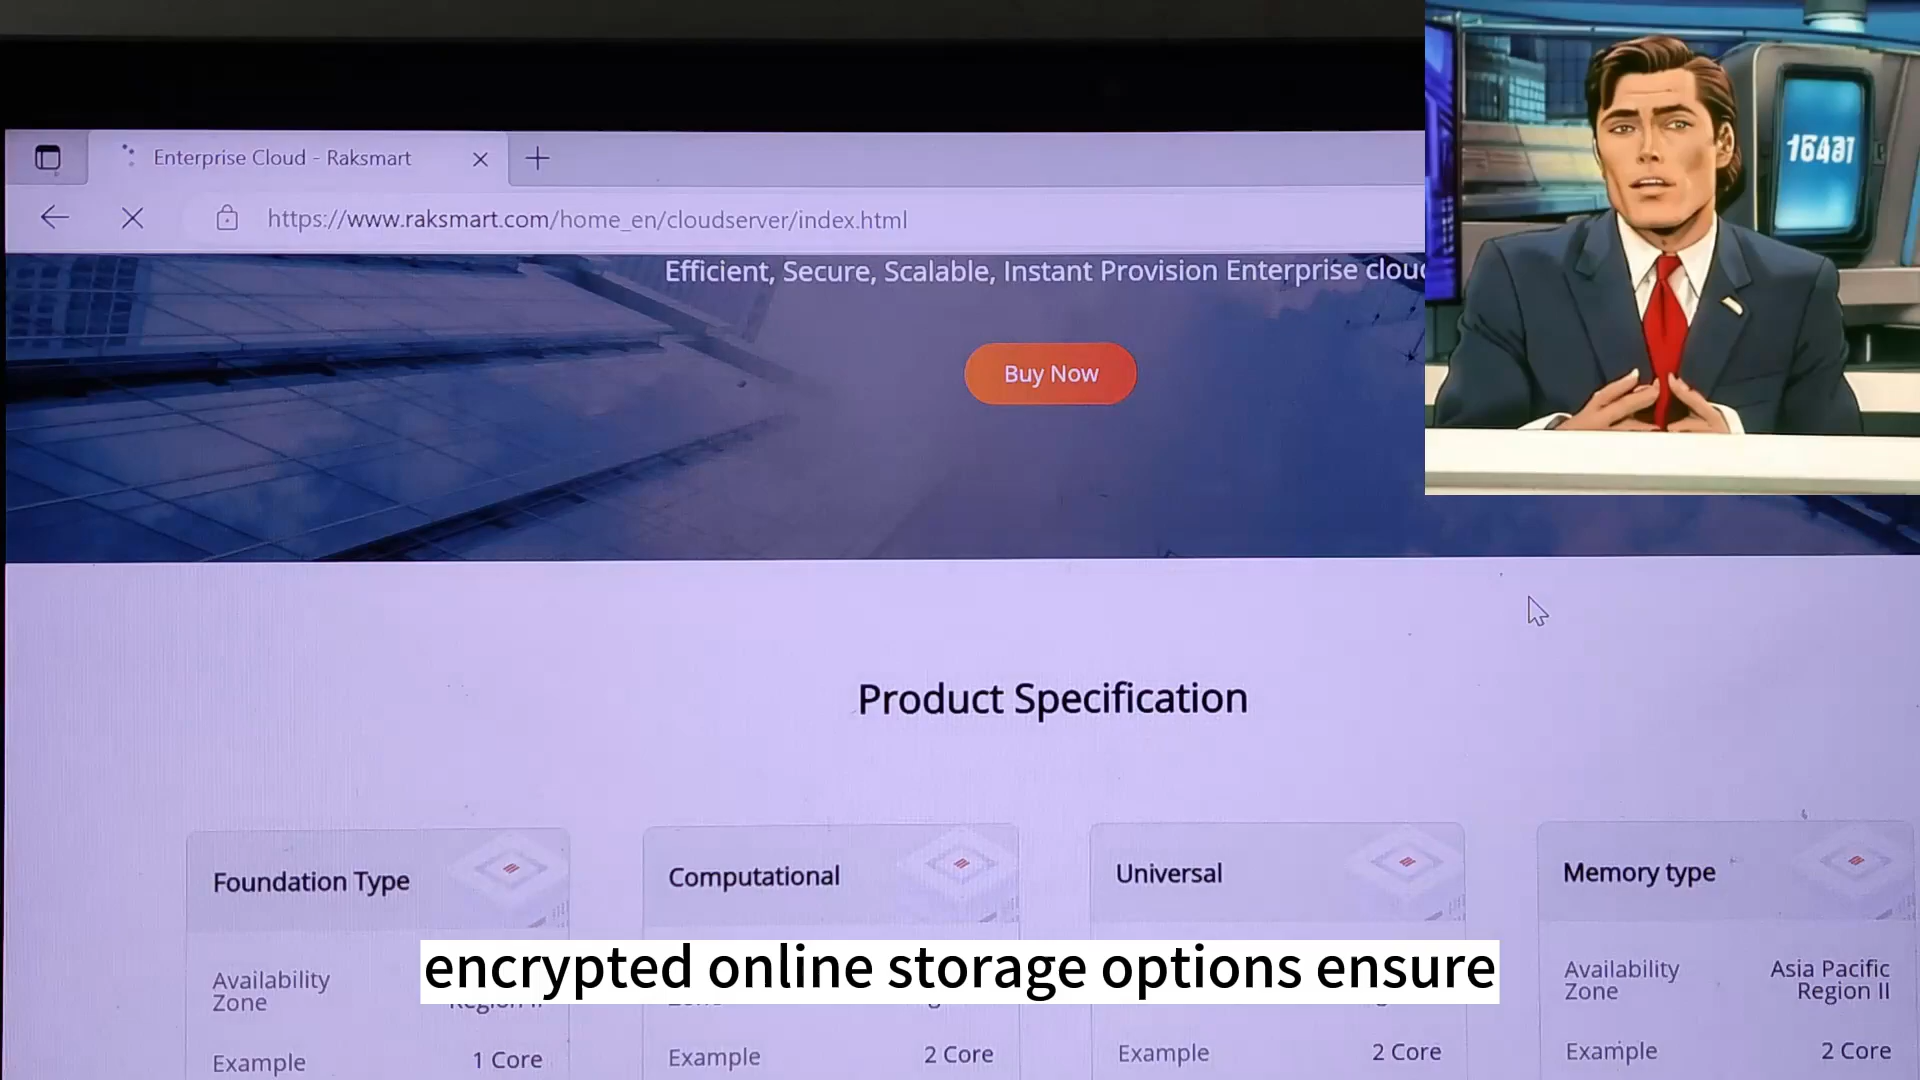 Enterprise Cloud - Raksmart
https://www.raksmart.com/home_en/cloudserver/index.html
Efficient, Secure, Scalable, Instant Provision Enterprise clou
Buy Now
Product Specification
Foundation Type
Computational
Universal
Memory type
encrypted online storage options ensure
Availability
Zone
Region II
Availability
Zone
Asia Pacific
Region II
Example
1 Core
Example
2 Core
Example
2 Core
Example
2 Core